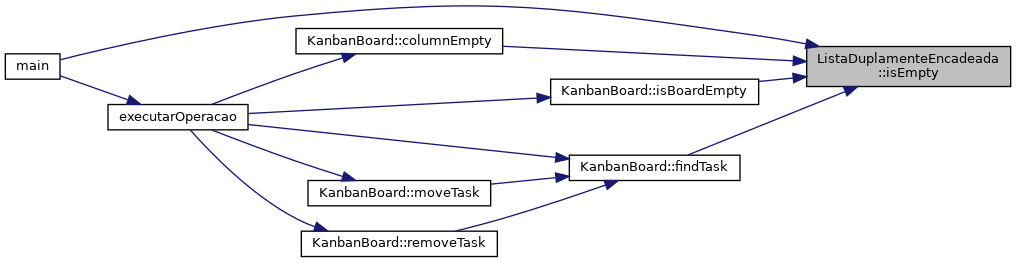 main
executarOperacao
KanbanBoard::columnEmpty
KanbanBoard::isBoardEmpty
KanbanBoard::findTask
KanbanBoard::moveTask
KanbanBoard::removeTask
ListaDuplamenteEncadeada
::isEmpty